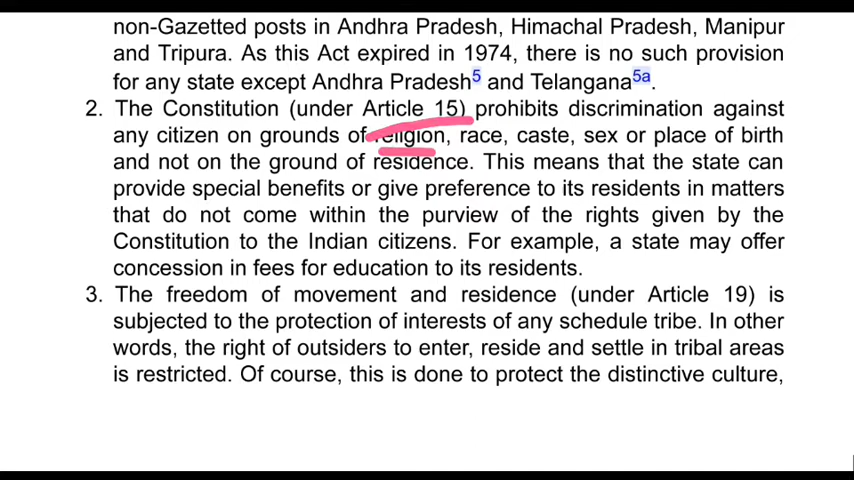 non-Gazetted posts in Andhra Pradesh, Himachal Pradesh, Manipur
and Tripura. As this Act expired in 1974, there is no such provision
for any state except Andhra Pradesh5 and Telangana5a.
2. The Constitution (under Article 15) prohibits discrimination against
any citizen on grounds of religion, race, caste, sex or place of birth
and not on the ground of residence. This means that the state can
provide special benefits or give preference to its residents in matters
that do not come within the purview of the rights given by the
Constitution to the Indian citizens. For example, a state may offer
concession in fees for education to its residents.
3. The freedom of movement and residence (under Article 19) is
subjected to the protection of interests of any schedule tribe. In other
words, the right of outsiders to enter, reside and settle in tribal areas
is restricted. Of course, this is done to protect the distinctive culture,